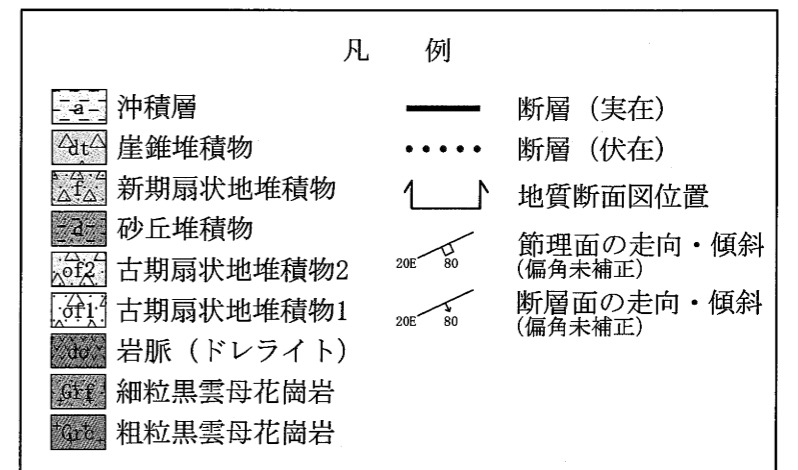 凡 例
a 沖積層
dt 崖錐堆積物
f 新期扇状地堆積物
d 砂丘堆積物
of2 古期扇状地堆積物2
of1 古期扇状地堆積物1
do 岩脈（ドレライト）
Grf 細粒黒雲母花崗岩
Grc 粗粒黒雲母花崗岩
断層（実在）
断層（伏在）
地質断面図位置
20E 80 節理面の走向・傾斜
(偏角未補正)
20E 80 断層面の走向・傾斜
(偏角未補正)